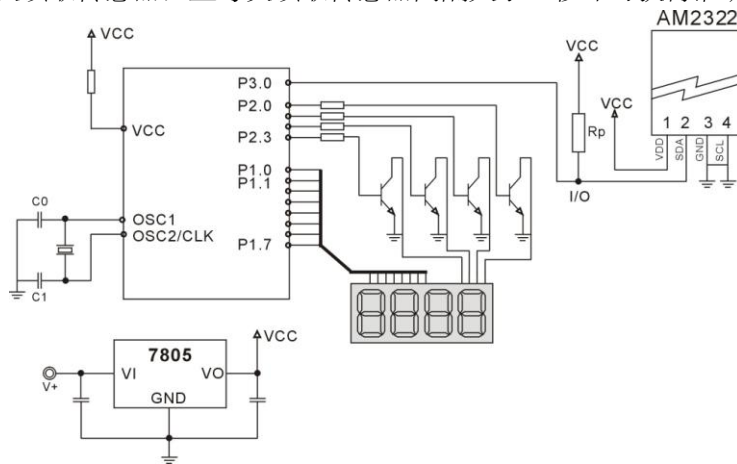 AM2322
VCC
VCC
P3.0
P2.0
VCC
VCC
P2.3
Rp
1 2 3 4
VDD
SDA
GND
SCL
P1.0
P1.1
I/O
C0
OSC1
OSC2/CLK
P1.7
C1
VCC
7805
VI
VO
V+
GND